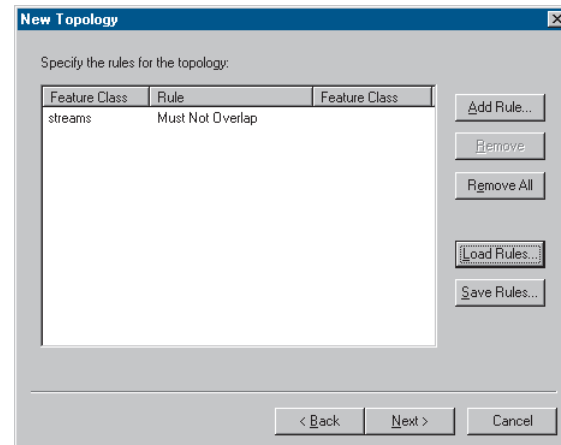 New Topology
Specify the rules for the topology:
Feature Class Rule Feature Class
streams Must Not Overlap
Add Rule...
Remove
Remove All
Load Rules...
Save Rules...
< Back Next > Cancel